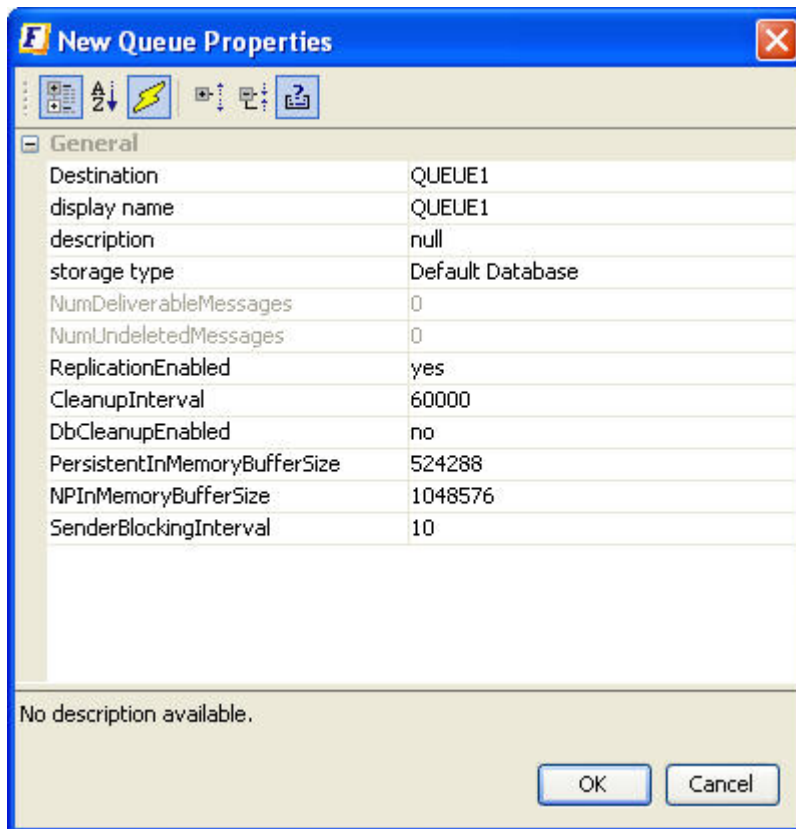 New Queue Properties
General
Destination QUEUE1
display name QUEUE1
description null
storage type Default Database
NumDeliverableMessages 0
NumUndeletedMessages 0
ReplicationEnabled yes
CleanupInterval 60000
DbCleanupEnabled no
PersistentInMemoryBufferSize 524288
NPInMemoryBufferSize 1048576
SenderBlockingInterval 10
No description available.
OK Cancel